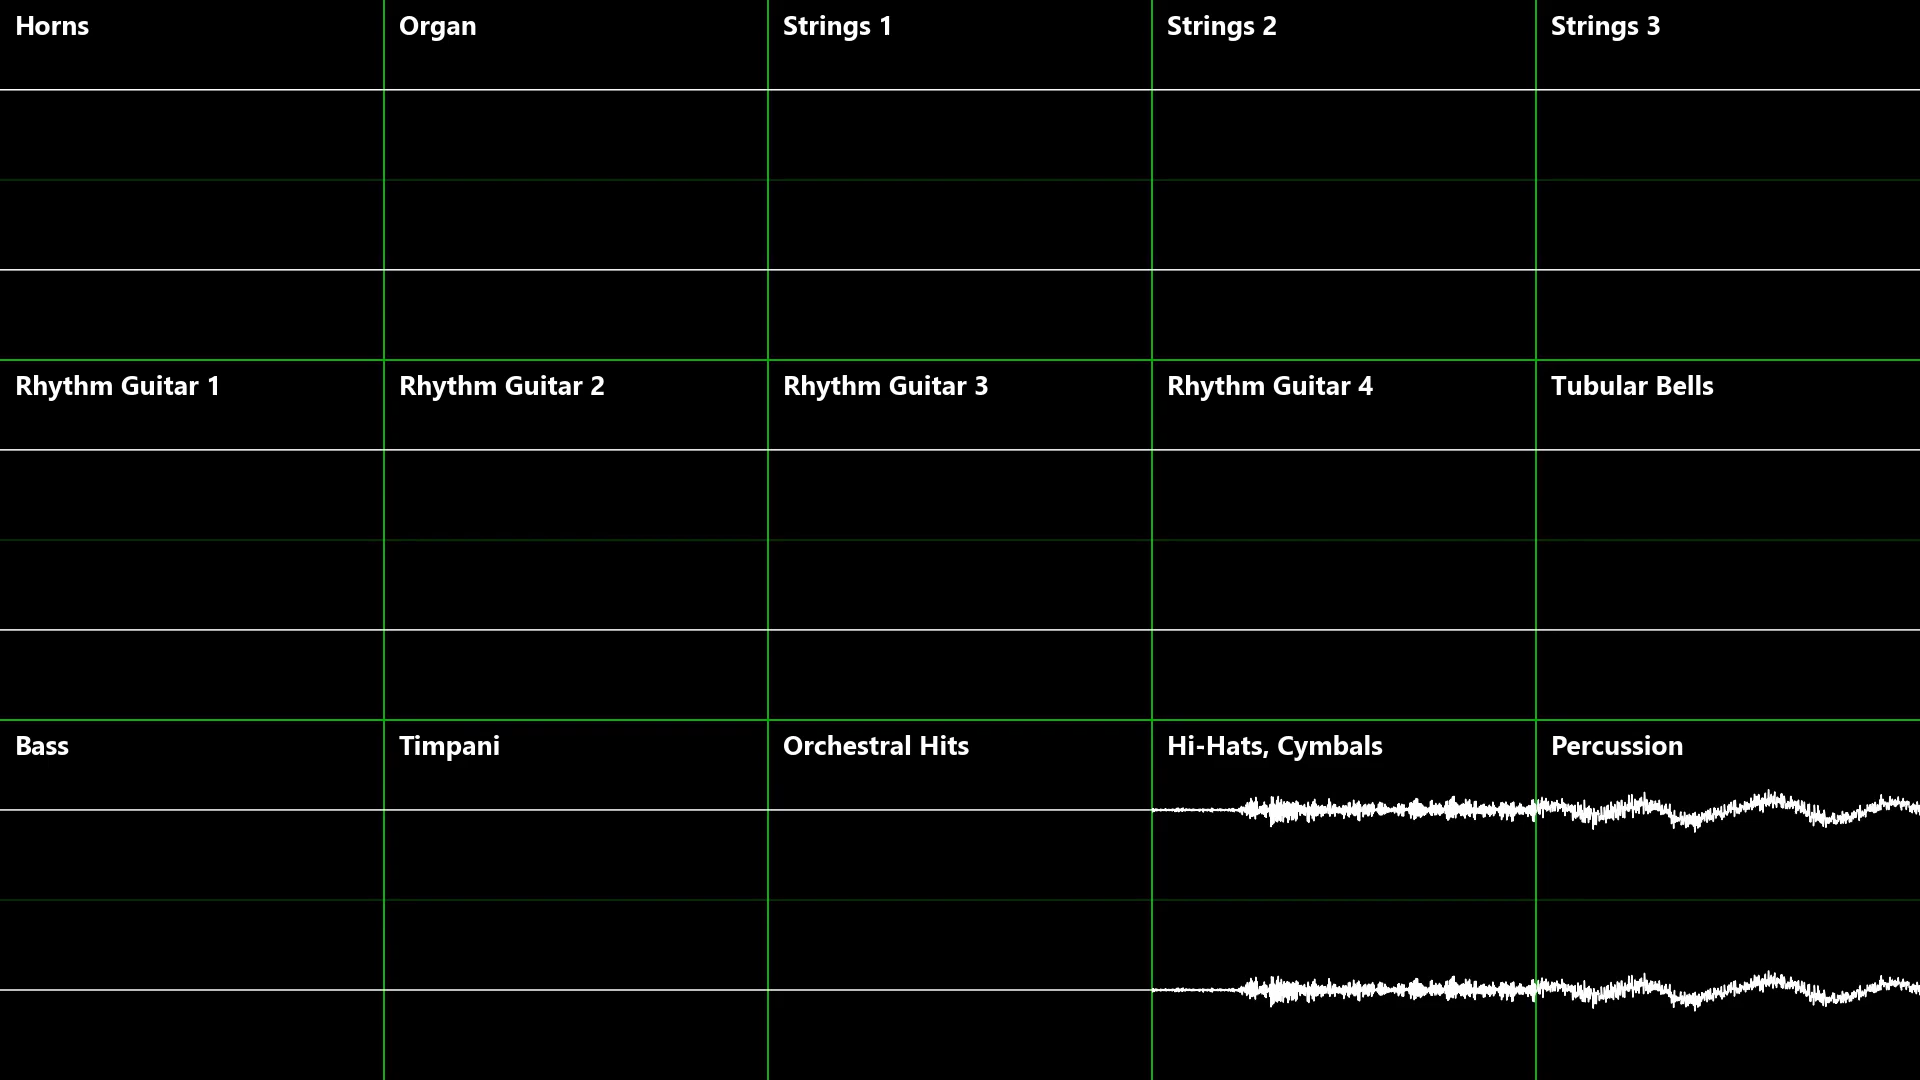 Horns
Organ
Strings 1
Strings 2
Strings 3
Rhythm Guitar 1
Rhythm Guitar 2
Rhythm Guitar 3
Rhythm Guitar 4
Tubular Bells
Bass
Timpani
Orchestral Hits
Hi-Hats, Cymbals
Percussion